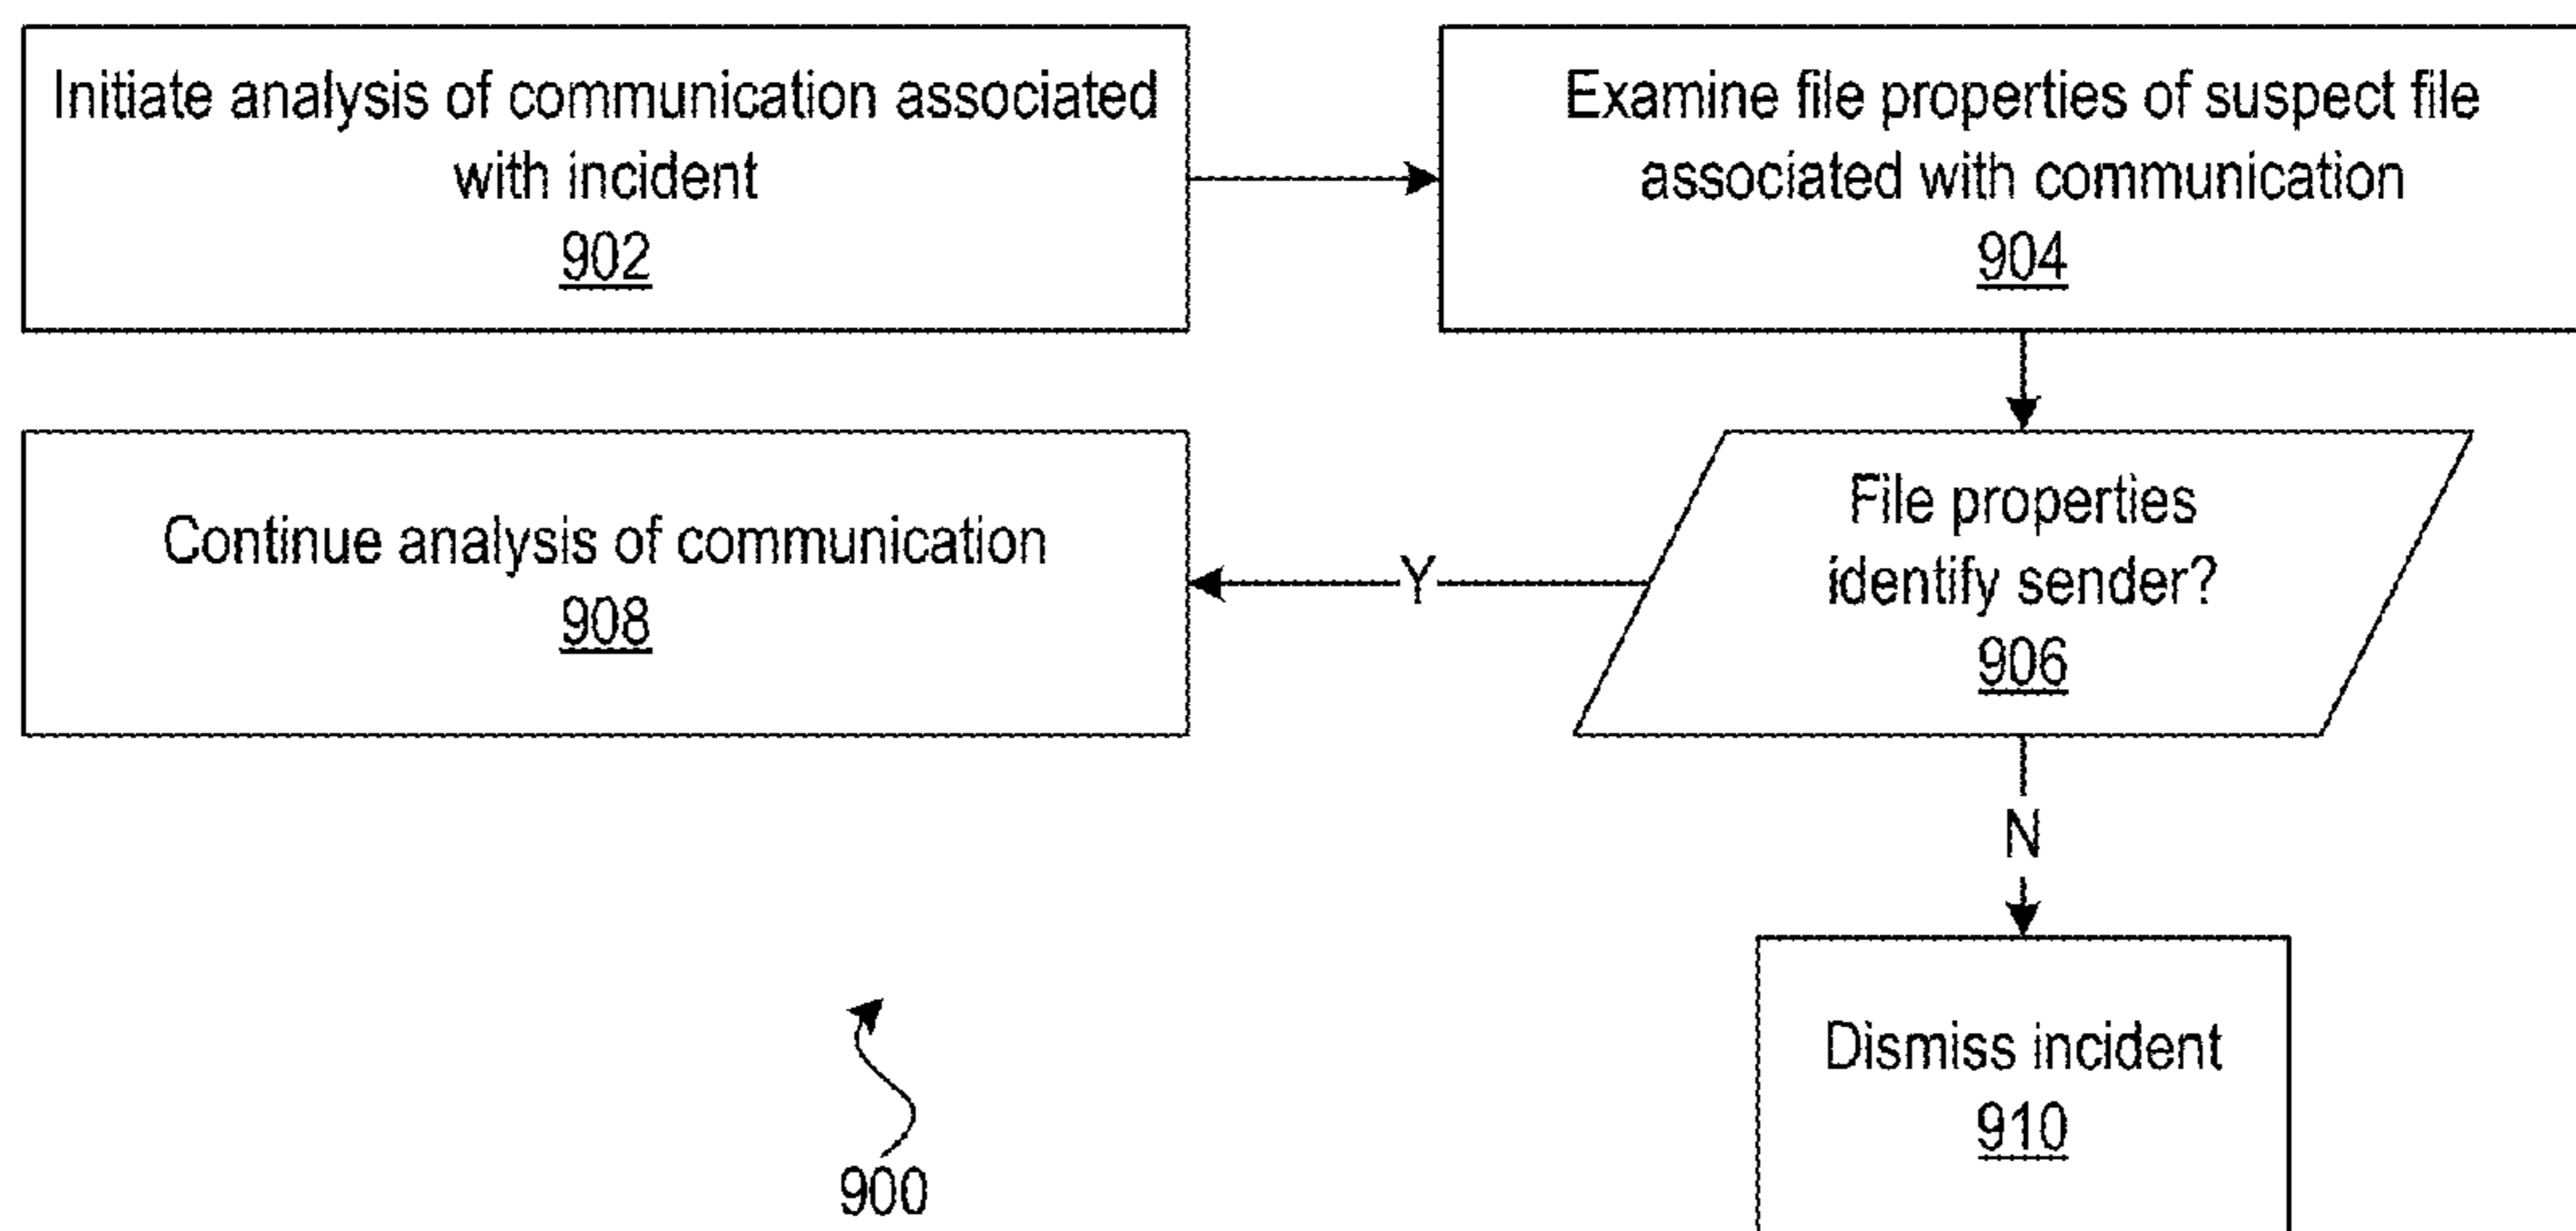 Initiate analysis of communication associated
with incident
902
Examine file properties of suspect file
associated with communication
904
File properties
identify sender?
906
Y
Continue analysis of communication
908
N
Dismiss incident
910
900